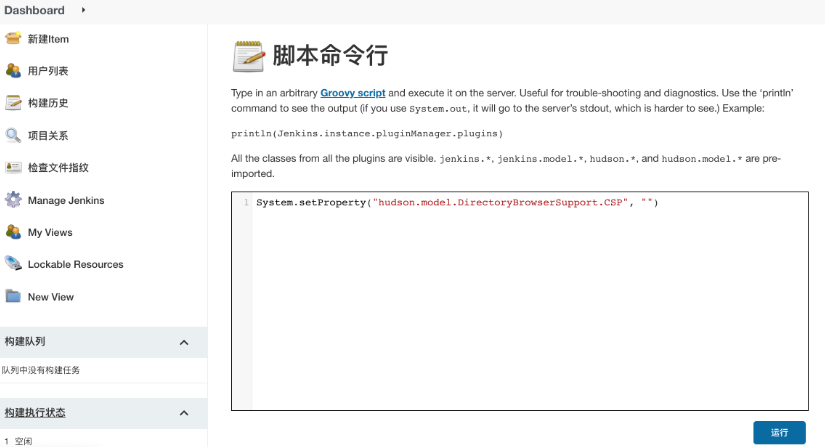 Dashboard
新建Item
用户列表
构建历史
项目关系
检查文件指纹
Manage Jenkins
My Views
Lockable Resources
New View
构建队列
队列中没有构建任务
构建执行状态
1 空闲
脚本命令行
Type in an arbitrary Groovy script and execute it on the server. Useful for trouble-shooting and diagnostics. Use the ‘println’
command to see the output (if you use System.out, it will go to the server’s stdout, which is harder to see.) Example:
println(Jenkins.instance.pluginManager.plugins)
All the classes from all the plugins are visible. jenkins.*, jenkins.model.*, hudson.*, and hudson.model.* are pre-
imported.
1 System.setProperty("hudson.model.DirectoryBrowserSupport.CSP", "")
运行